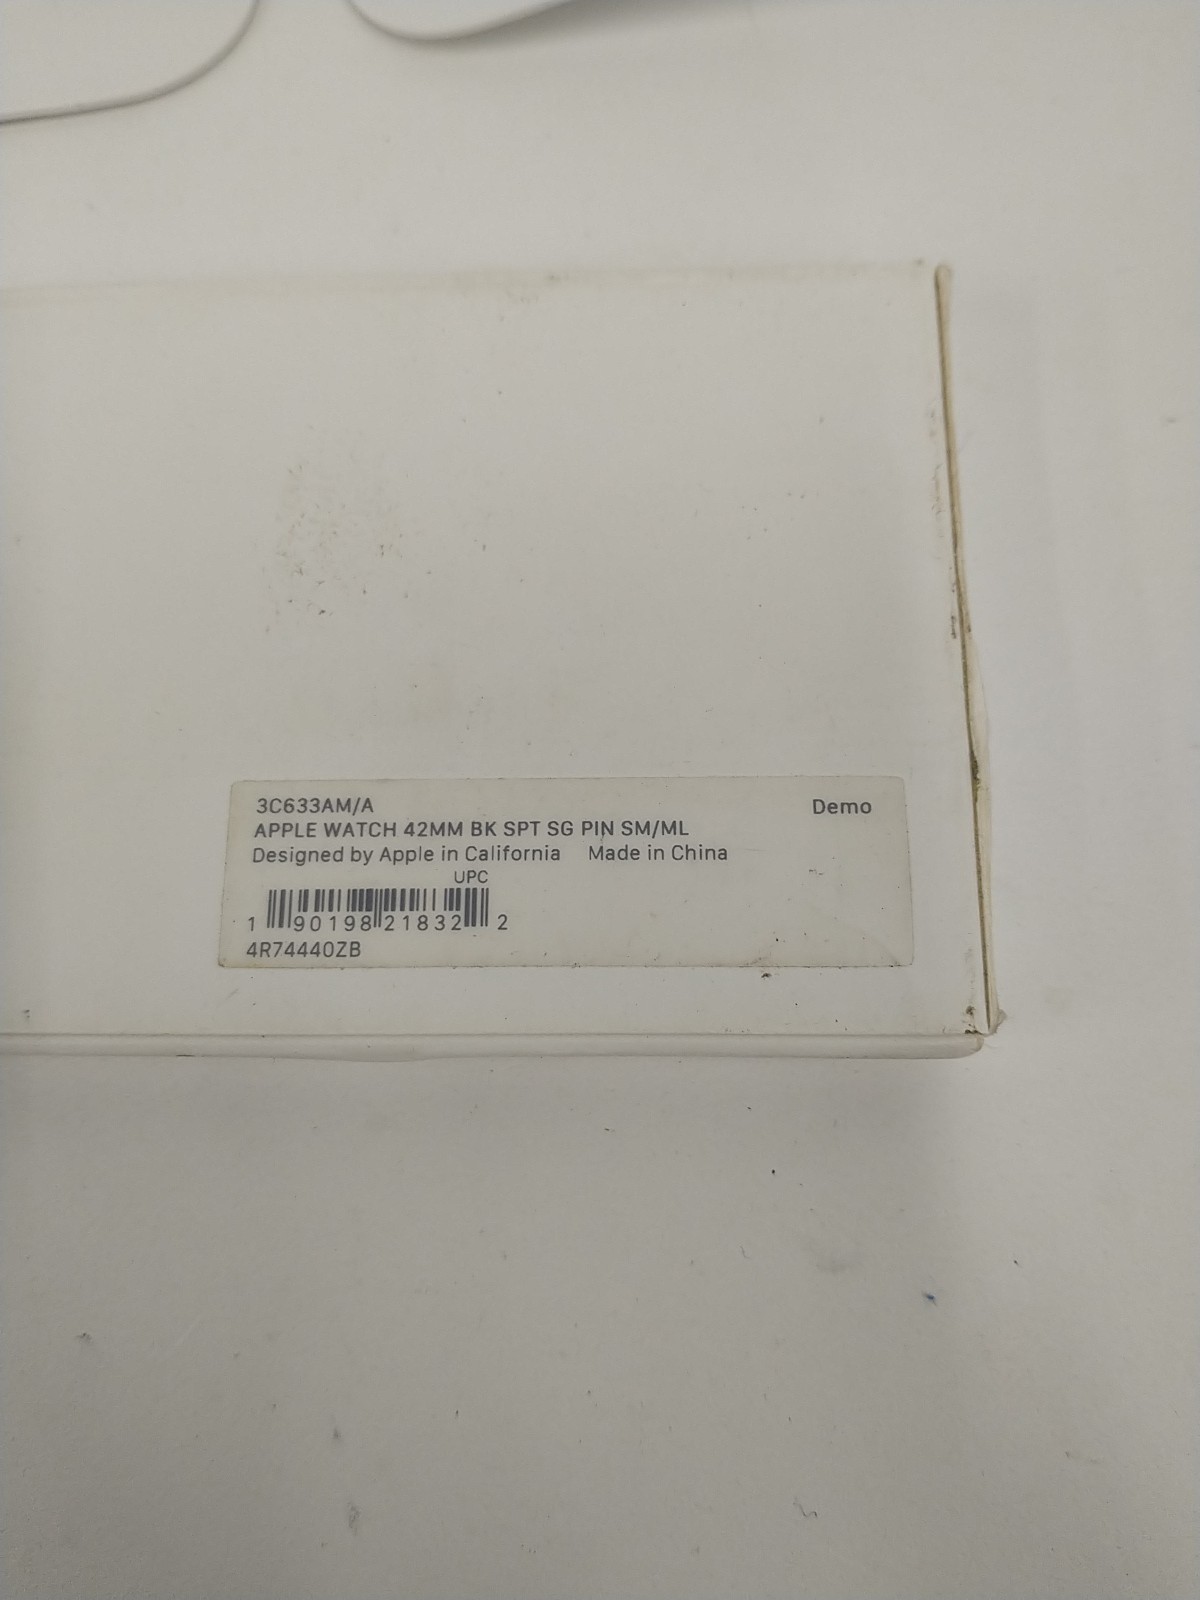 3C633AM/A Demo
APPLE WATCH 42MM BK SPT SG PIN SM/ML
Designed by Apple in California Made in China
UPC
1 90198 21832 2
4R74440ZB